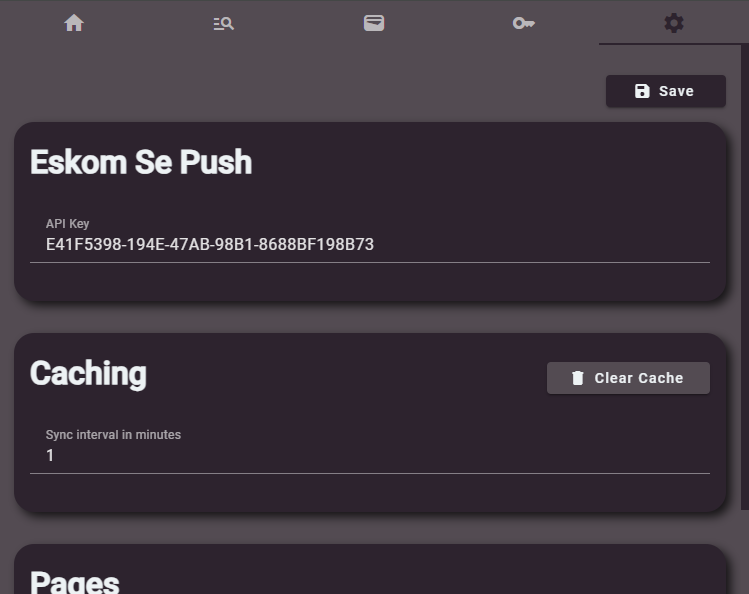 Save
Eskom Se Push
API Key
E41F5398-194E-47AB-98B1-8688BF198B73
Caching
Clear Cache
Sync interval in minutes
1
Pages